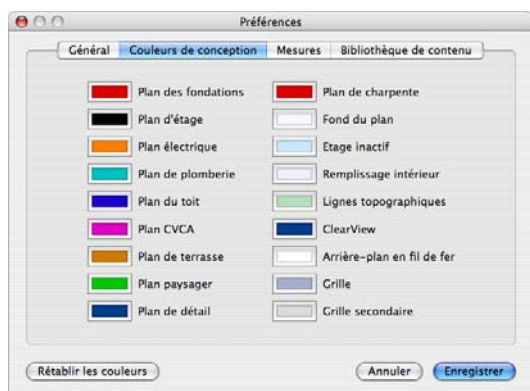 Préférences
Général Couleurs de conception Mesures Bibliothèque de contenu
Plan des fondations Plan de charpente
Plan d'étage Fond du plan
Plan électrique Etage inactif
Plan de plomberie Remplissage intérieur
Plan du toit Lignes topographiques
Plan CVCA ClearView
Plan de terrasse Arrière-plan en fil de fer
Plan paysager Grille
Plan de détail Grille secondaire
Rétablir les couleurs Annuler Enregistrer